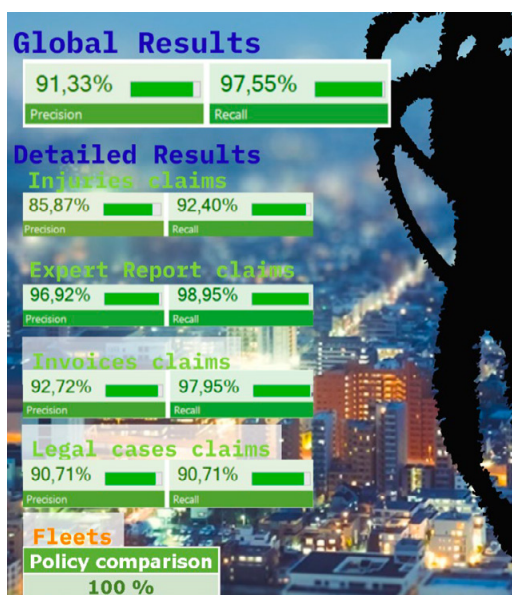 Global Results
91,33% 97,55%
Precision Recall
Detailed Results
Injuries claims
85,87% 92,40%
Precision Recall
Expert Report claims
96,92% 98,95%
Precision Recall
Invoices claims
92,72% 97,95%
Precision Recall
Legal cases claims
90,71% 90,71%
Precision Recall
Fleets
Policy comparison
100 %